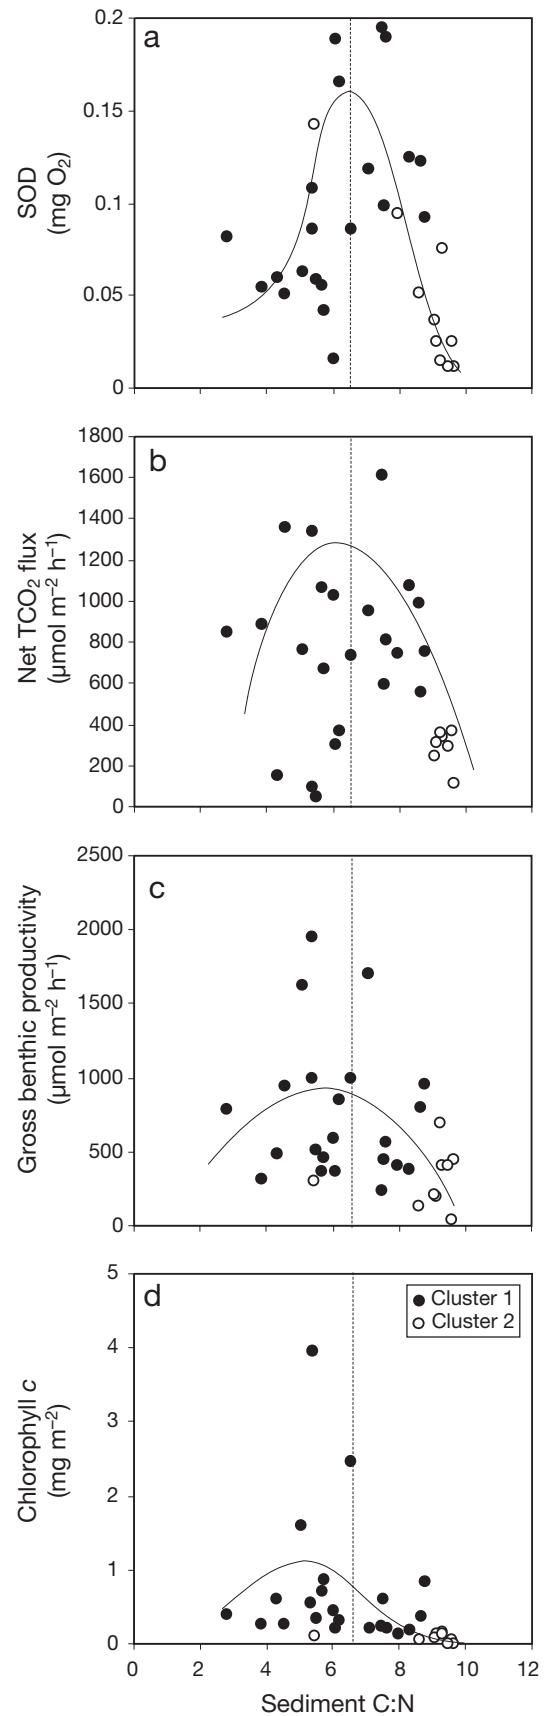 a
SOD
(mg O₂)
0.2
0.15
0.1
0.05
0
b
Net TCO₂ flux
(µmol m⁻² h⁻¹)
1800
1600
1400
1200
1000
800
600
400
200
0
c
Gross benthic productivity
(µmol m⁻² h⁻¹)
2500
2000
1500
1000
500
0
d
Cluster 1
Cluster 2
Chlorophyll c
(mg m⁻²)
5
4
3
2
1
0
0 2 4 6 8 10 12
Sediment C:N